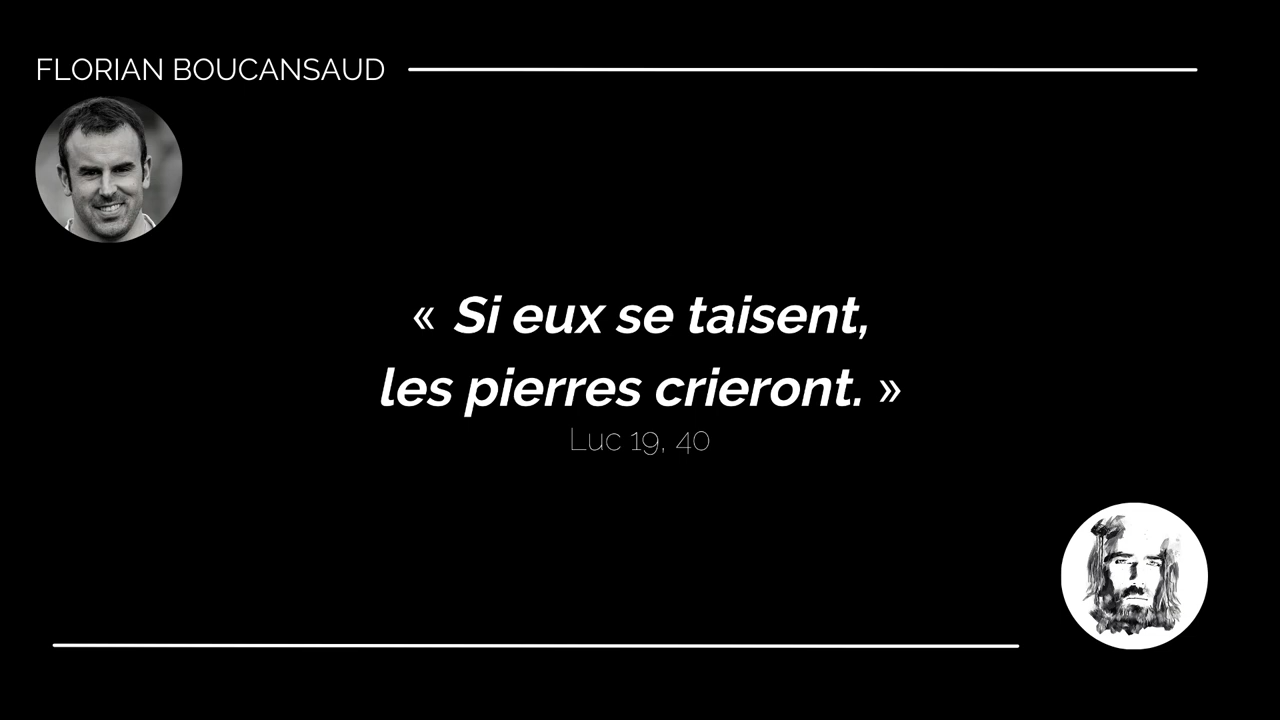 FLORIAN BOUCANSAUD
« Si eux se taisent,
les pierres crieront. »
Luc 19, 40